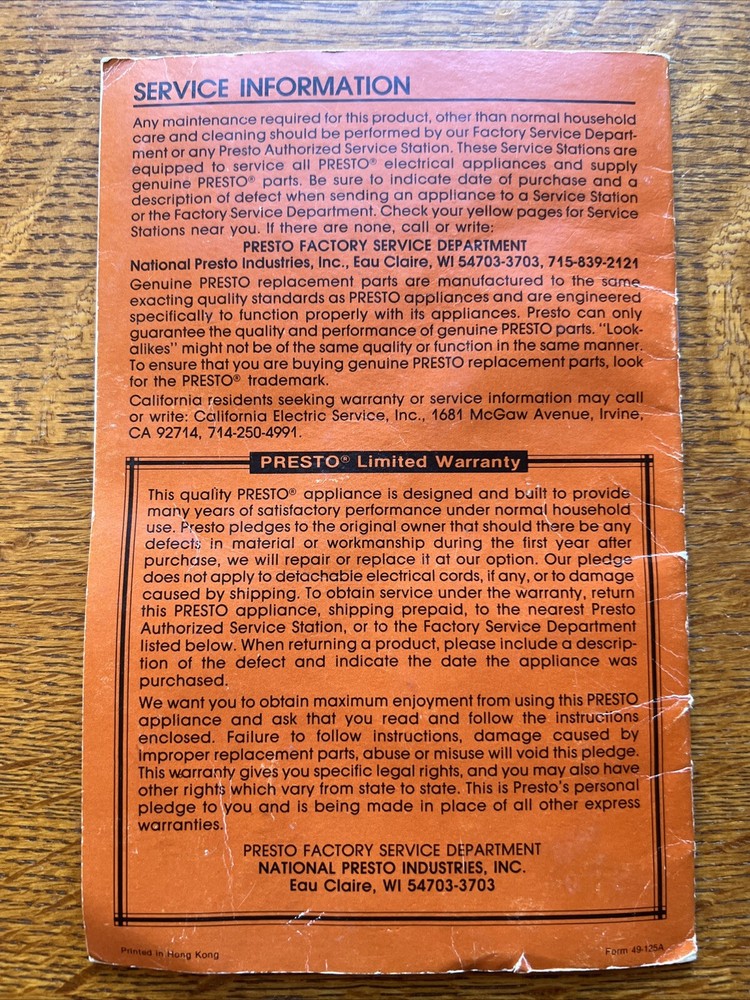 SERVICE INFORMATION
Any maintenance required for this product, other than normal household
care and cleaning should be performed by our Factory Service Depart-
ment or any Presto Authorized Service Station. These Service Stations are
equipped to service all PRESTO® electrical appliances and supply
genuine PRESTO® parts. Be sure to indicate date of purchase and a
description of defect when sending an appliance to a Service Station
or the Factory Service Department. Check your yellow pages for Service
Stations near you. If there are none, call or write:
PRESTO FACTORY SERVICE DEPARTMENT
National Presto Industries, Inc., Eau Claire, WI 54703-3703, 715-839-2121
Genuine PRESTO replacement parts are manufactured to the same
exacting quality standards as PRESTO appliances and are engineered
specifically to function properly with its appliances. Presto can only
guarantee the quality and performance of genuine PRESTO parts. "Look-
alikes" might not be of the same quality or function in the same manner.
To ensure that you are buying genuine PRESTO replacement parts, look
for the PRESTO® trademark.
California residents seeking warranty or service information may call
or write: California Electric Service, Inc., 1681 McGaw Avenue, Irvine,
CA 92714, 714-250-4991.
PRESTO® Limited Warranty
This quality PRESTO® appliance is designed and built to provide
many years of satisfactory performance under normal household
use. Presto pledges to the original owner that should there be any
defects in material or workmanship during the first year after
purchase, we will repair or replace it at our option. Our pledge
does not apply to detachable electrical cords, if any, or to damage
caused by shipping. To obtain service under the warranty, return
this PRESTO appliance, shipping prepaid, to the nearest Presto
Authorized Service Station, or to the Factory Service Department
listed below. When returning a product, please include a descrip-
tion of the defect and indicate the date the appliance was
purchased.
We want you to obtain maximum enjoyment from using this PRESTO
appliance and ask that you read and follow the instructions
enclosed. Failure to follow instructions, damage caused by
improper replacement parts, abuse or misuse will void this pledge.
This warranty gives you specific legal rights, and you may also have
other rights which vary from state to state. This is Presto's personal
pledge to you and is being made in place of all other express
warranties.
PRESTO FACTORY SERVICE DEPARTMENT
NATIONAL PRESTO INDUSTRIES, INC.
Eau Claire, WI 54703-3703
Printed in Hong Kong
Form 49-125A